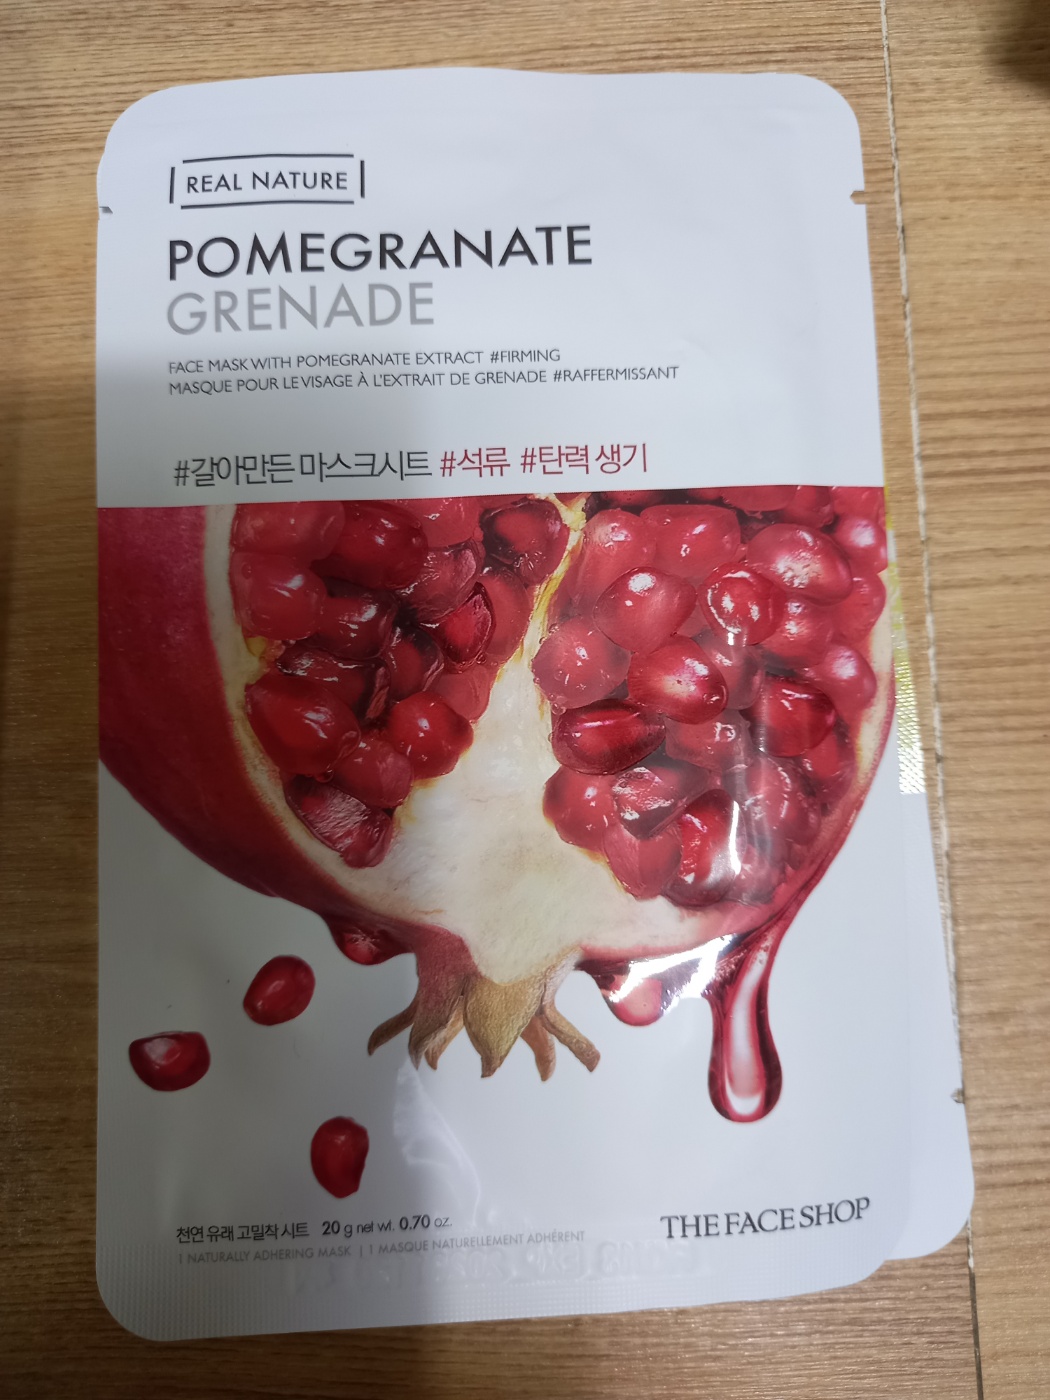 REAL NATURE
POMEGRANATE
GRENADE
FACE MASK WITH POMEGRANATE EXTRACT #FIRMING
MASQUE POUR LE VISAGE À L'EXTRAIT DE GRENADE #RAFFERMISSANT
#갈아만든 마스크시트 #석류 #탄력 생기
천연 유래 고밀착 시트 20 g net wt. 0.70 oz.
1 NATURALLY ADHERING MASK | 1 MASQUE NATURELLEMENT ADHÉRENT
THE FACE SHOP